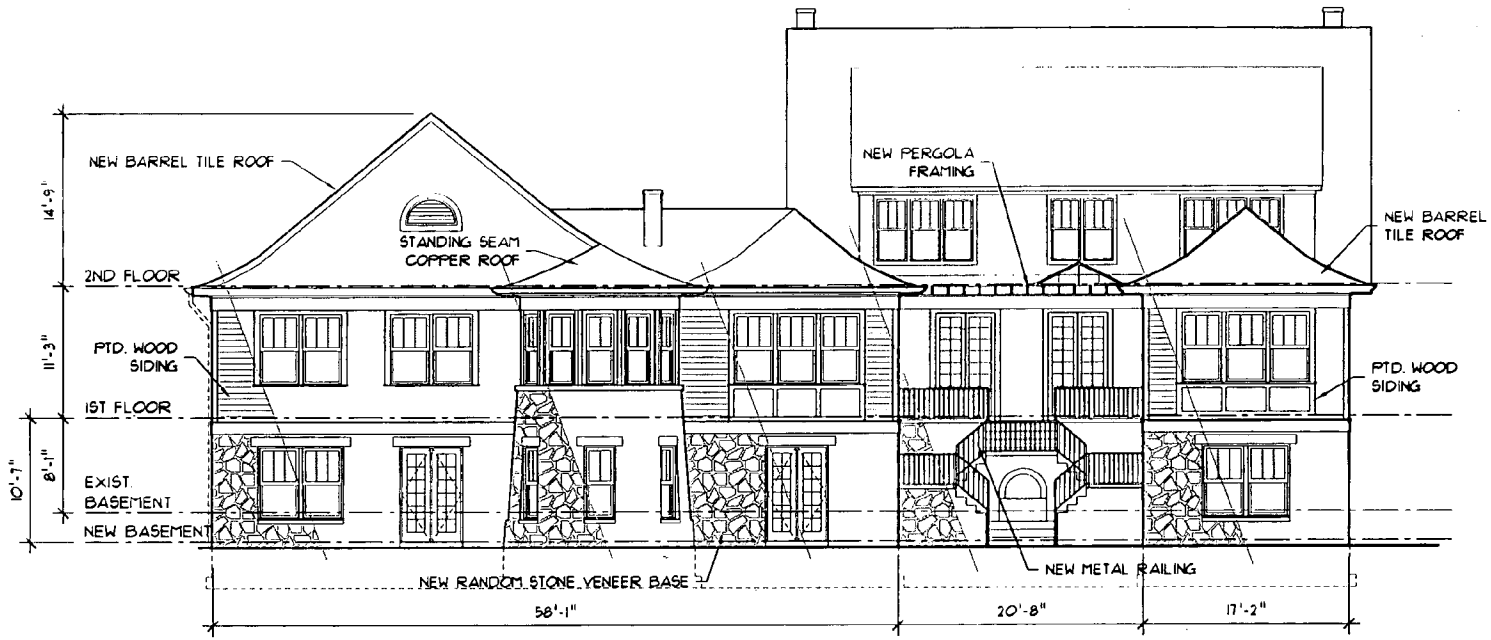 NEW BARREL TILE ROOF
14'-9"
STANDING SEAM
COPPER ROOF
NEW PERGOLA
FRAMING
NEW BARREL
TILE ROOF
2ND FLOOR
11'-3"
PTD. WOOD
SIDING
PTD. WOOD
SIDING
1ST FLOOR
10'-7"
8'-1"
EXIST.
BASEMENT
NEW BASEMENT
NEW RANDOM STONE VENEER BASE
NEW METAL RAILING
58'-1"
20'-8"
17'-2"